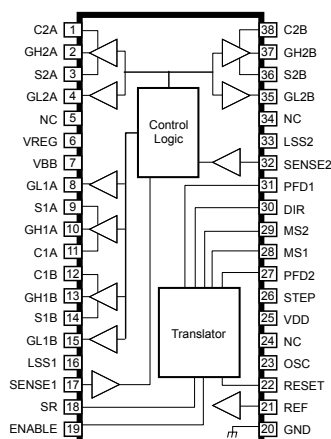 C2A 1 38 C2B
GH2A 2 37 GH2B
S2A 3 36 S2B
GL2A 4 35 GL2B
NC 5 34 NC
VREG 6 33 LSS2
VBB 7 32 SENSE2
GL1A 8 31 PFD1
S1A 9 30 DIR
GH1A 10 29 MS2
C1A 11 28 MS1
C1B 12 27 PFD2
GH1B 13 26 STEP
S1B 14 25 VDD
GL1B 15 24 NC
LSS1 16 23 OSC
SENSE1 17 22 RESET
SR 18 21 REF
ENABLE 19 20 GND
Control
Logic
Translator